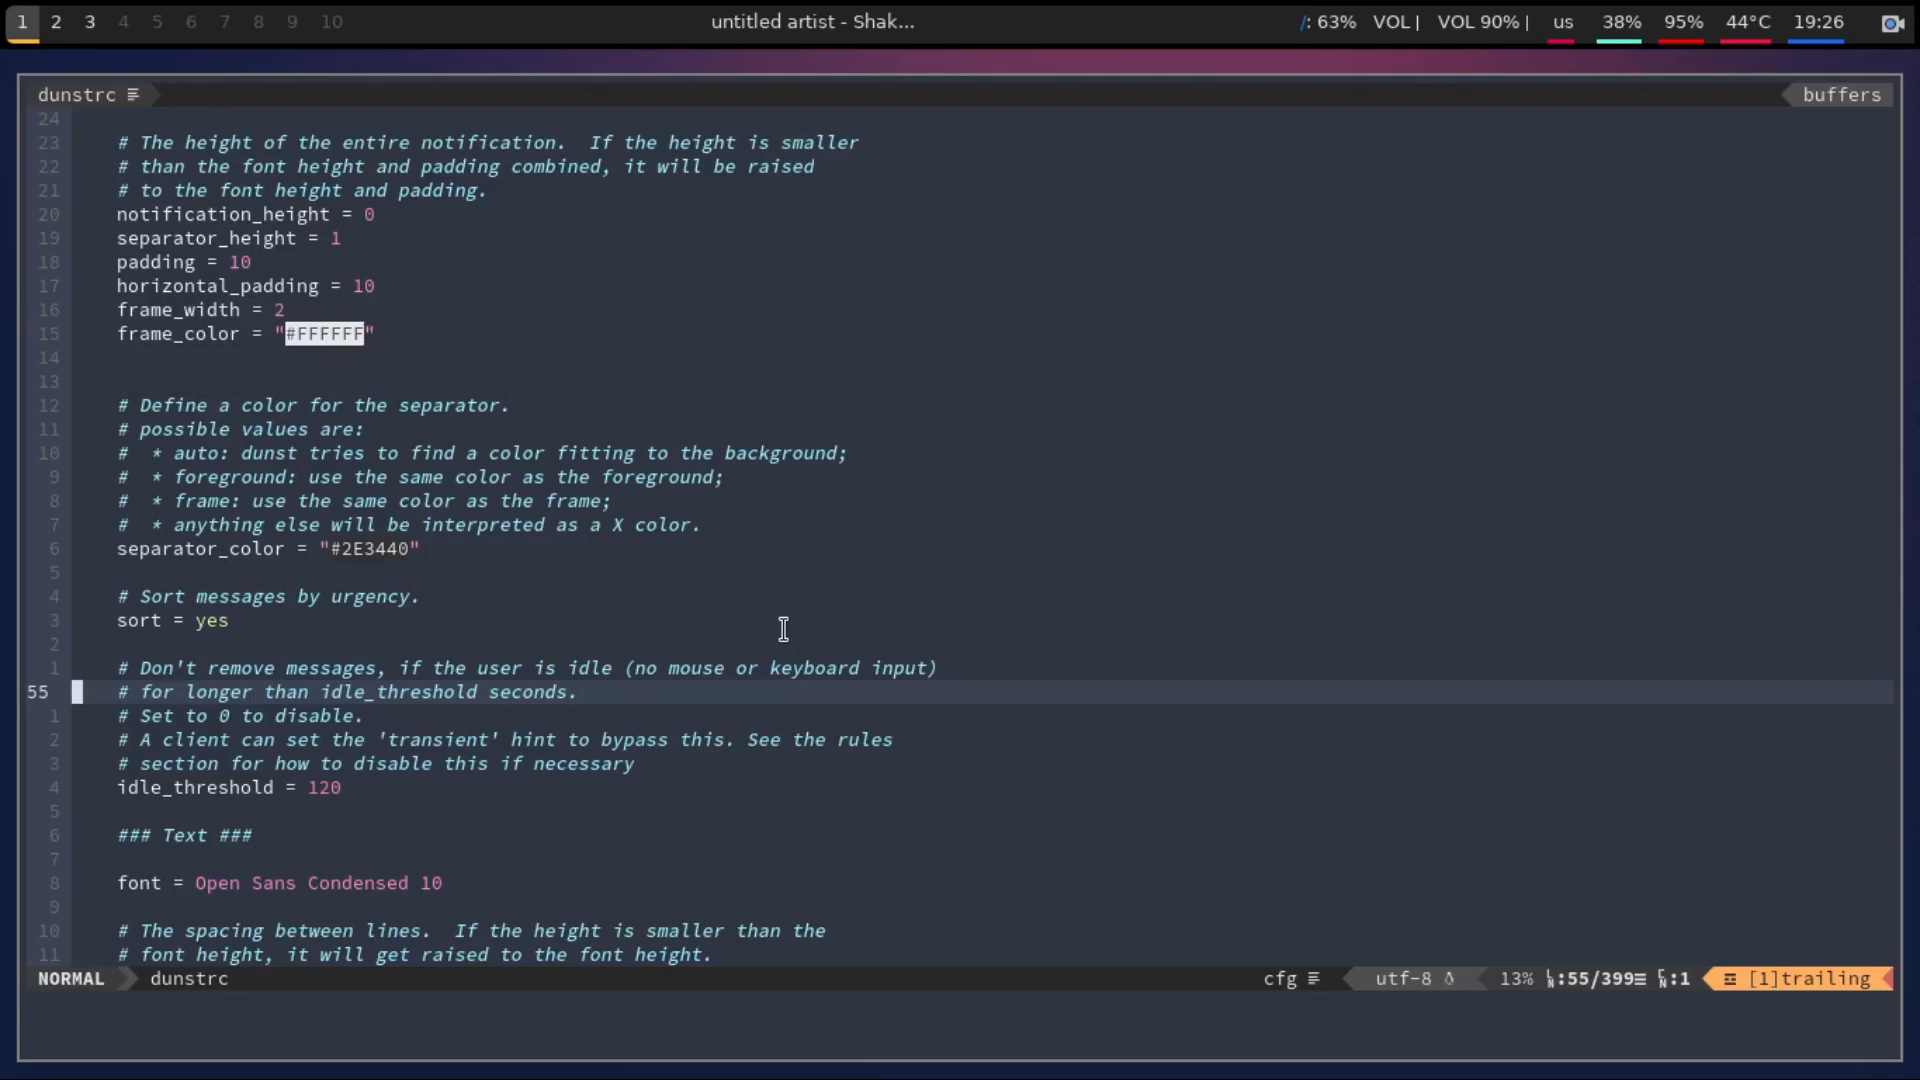 1 2 3 4 5 6 7 8 9 10 untitled artist - Shak... /: 63% VOL | VOL 90% | us 38% 95% 44°C 19:26
dunstrc buffers
24
23 # The height of the entire notification.  If the height is smaller
22 # than the font height and padding combined, it will be raised
21 # to the font height and padding.
20 notification_height = 0
19 separator_height = 1
18 padding = 10
17 horizontal_padding = 10
16 frame_width = 2
15 frame_color = "#FFFFFF"
14
13
12 # Define a color for the separator.
11 # possible values are:
10 #  * auto: dunst tries to find a color fitting to the background;
9 #  * foreground: use the same color as the foreground;
8 #  * frame: use the same color as the frame;
7 #  * anything else will be interpreted as a X color.
6 separator_color = "#2E3440"
5
4 # Sort messages by urgency.
3 sort = yes
2
1 # Don't remove messages, if the user is idle (no mouse or keyboard input)
55 # for longer than idle_threshold seconds.
1 # Set to 0 to disable.
2 # A client can set the 'transient' hint to bypass this. See the rules
3 # section for how to disable this if necessary
4 idle_threshold = 120
5
6 ### Text ###
7
8 font = Open Sans Condensed 10
9
10 # The spacing between lines.  If the height is smaller than the
11 # font height, it will get raised to the font height.
NORMAL dunstrc cfg utf-8 13% LN:55/399≡ CN:1 [1]trailing